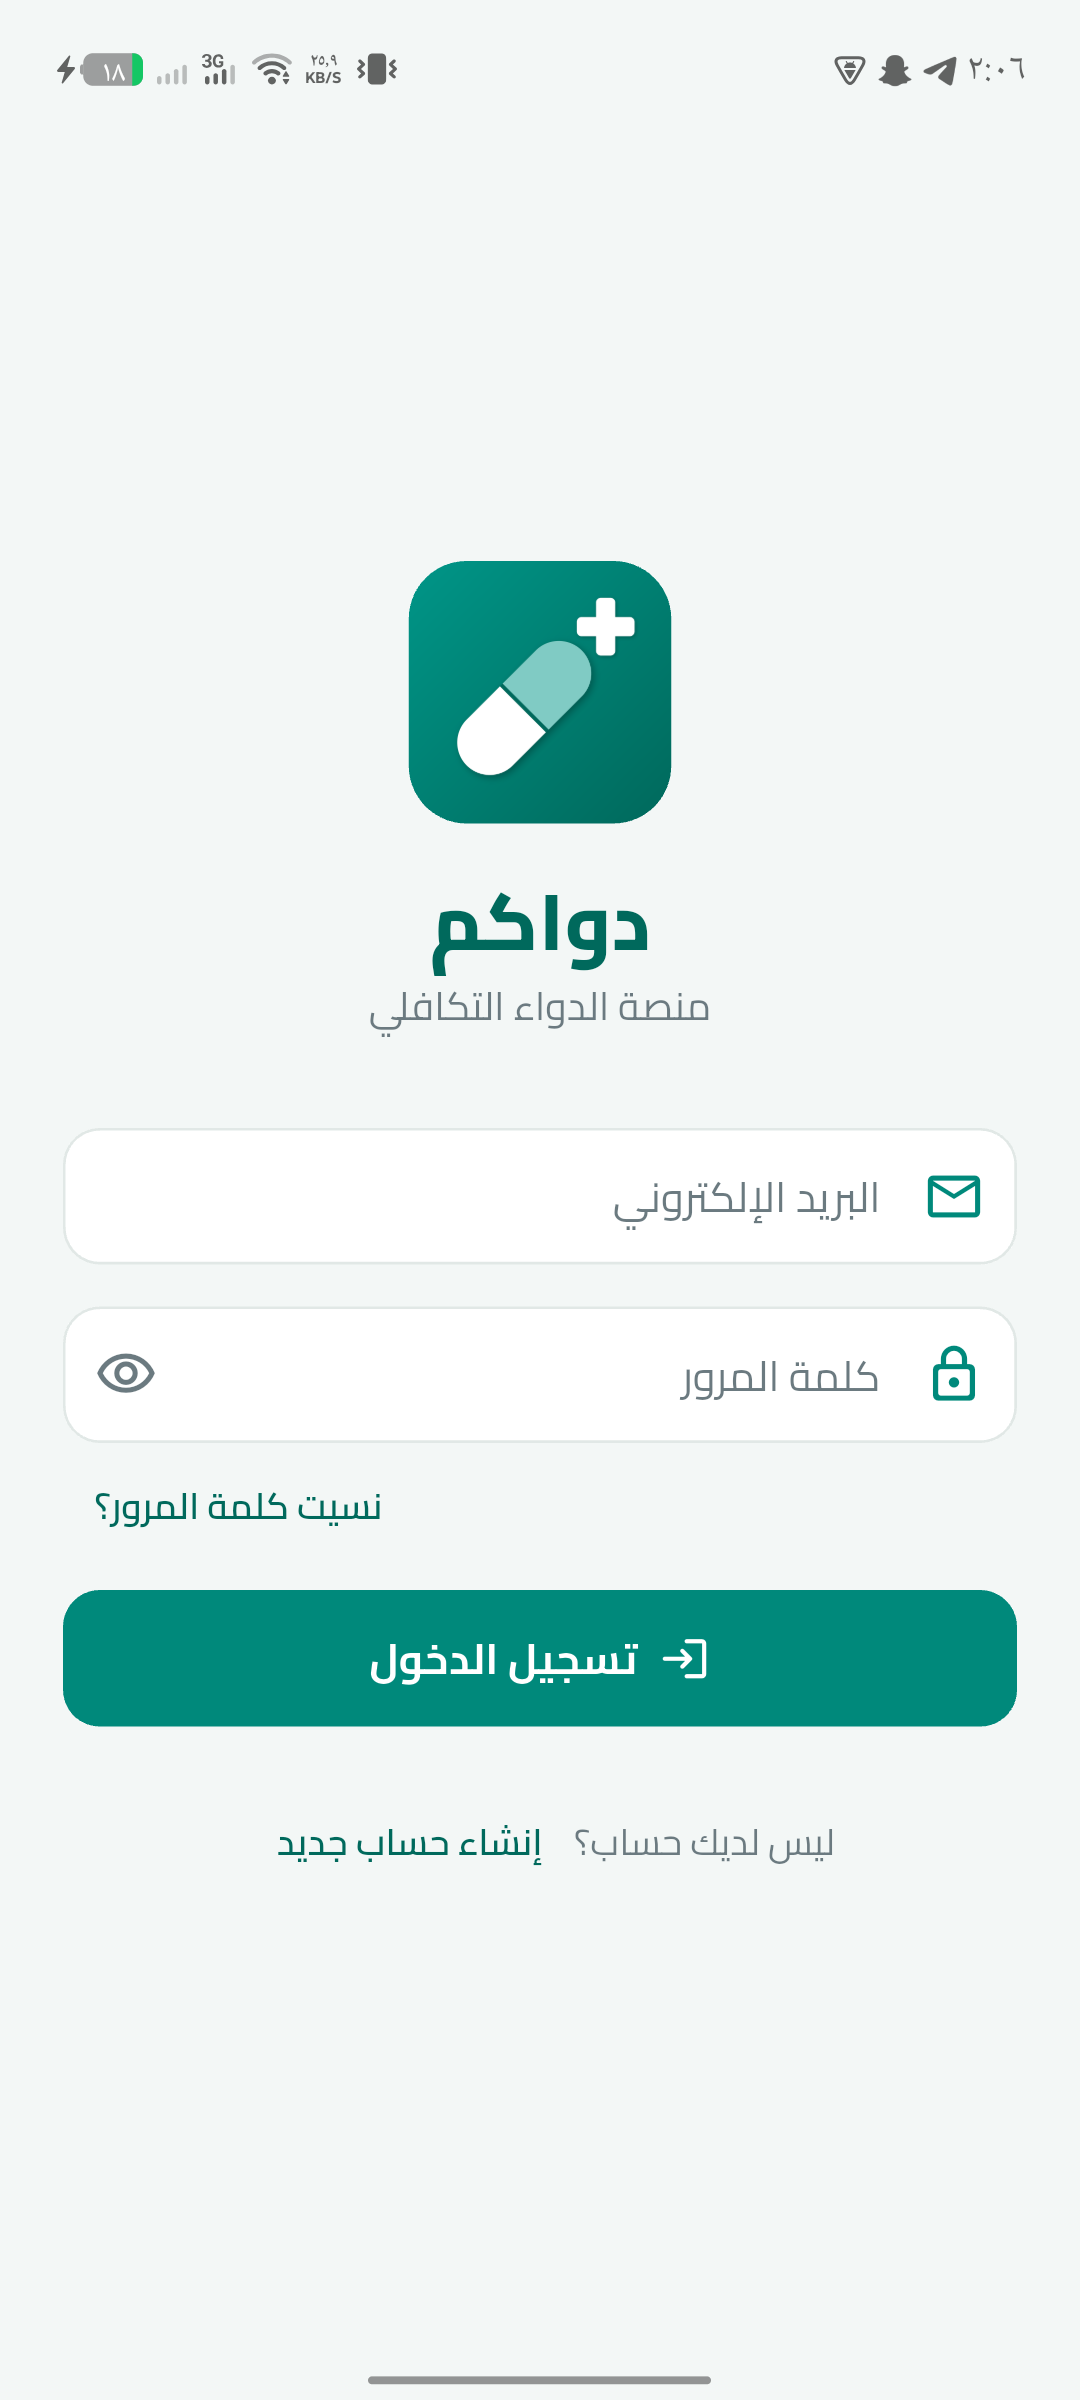 ٢:٠٦
٢٥,٩ KB/S
3G
١٨
دواكم
منصة الدواء التكافلي
البريد الإلكتروني
كلمة المرور
نسيت كلمة المرور؟
تسجيل الدخول
ليس لديك حساب؟ إنشاء حساب جديد